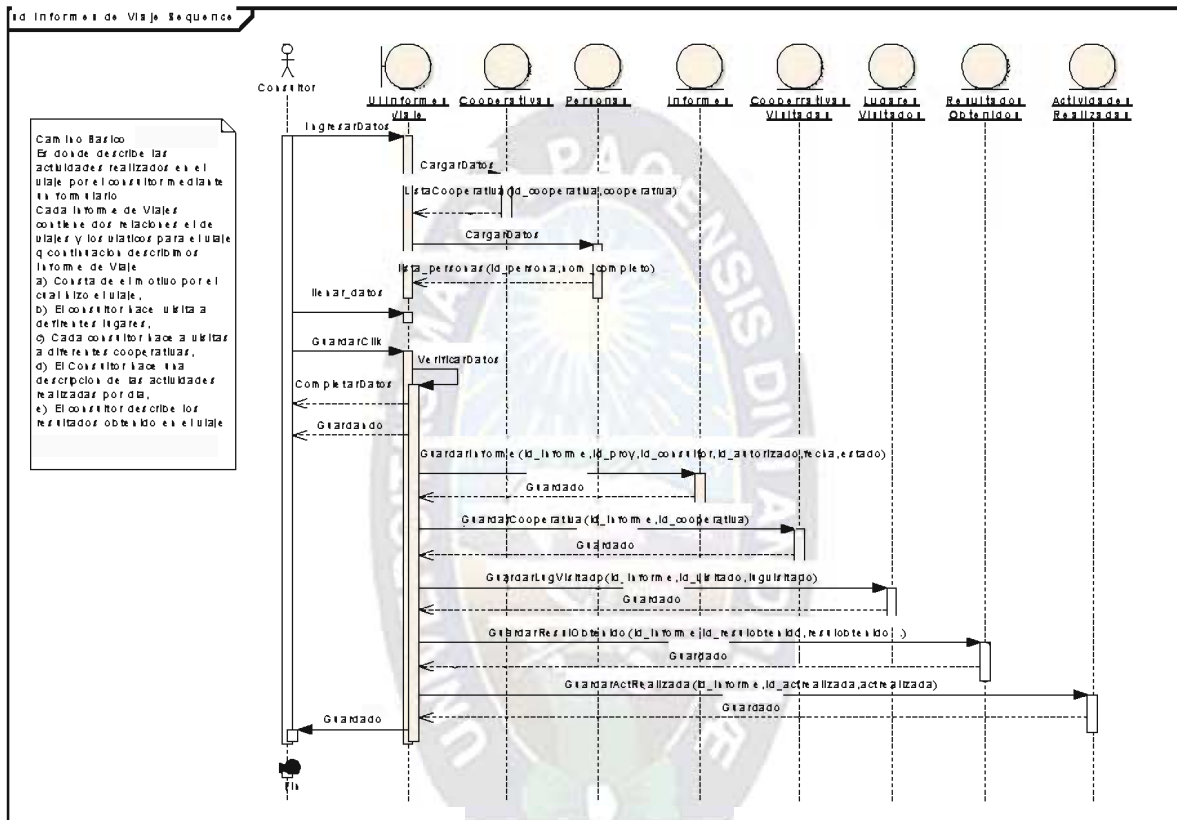 sd Informes de Viaje Sequence
Consultor
UIInformes
Viaje
Cooperativas
Personas
Informes
Cooperrativas
Visitadas
Lugares
Visitados
Resultados
Obtenidos
Actividades
Realizadas
Camino Basico
Es donde describe las
actividades realizados en el
viaje por el consultor mediante
un formulario
Cada Informe de Viajes
contiene dos relaciones el de
viajes y los viaticos para el viaje
q continuacion describimos
Informe de Viaje
a) Consta de el motivo por el
cual hizo el viaje,
b) El consultor hace visita a
defirentes lugares,
c) Cada consultor hace a visitas
a diferentes cooperativas,
d) El Consultor hace una
descripcion de las actividades
realizadas por dia,
e) El consultor describe los
resultados obtenido en el viaje
IngresarDatos
CargarDatos
ListaCooperativa(id_cooperativa,cooperativa)
CargarDatos
lista_personas(id_persona,nom_completo)
llenar_datos
GuardarClik
VerificarDatos
CompletarDatos
Guardando
GuardarInforme(id_informe,id_proy,id_consultor,id_autorizado,fecha,estado)
Guardado
GuardarCooperativa(id_informe,id_cooperativa)
Guardado
GuardarLugVisitado(id_informe,id_visitado,lugvisitado)
Guardado
GuardarResulObtenido(id_informe,id_resulobtenido,resulobtenido,..)
Guardado
GuardarActRealizada(id_informe,id_actrealizada,actrealizada)
Guardado
Guardado
Fin